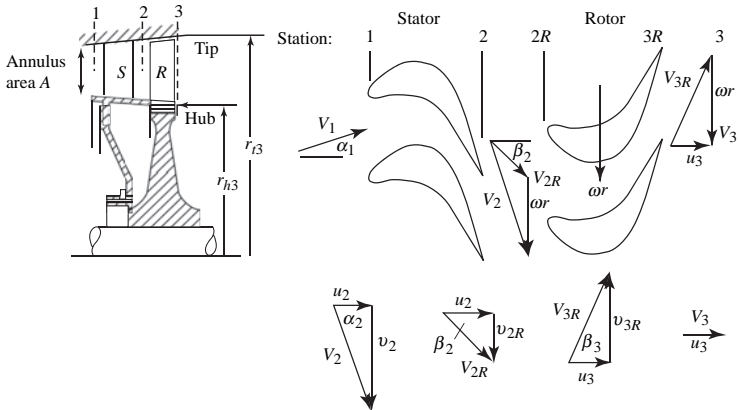 1 2 3
Annulus
area A
S
R
Tip
Hub
r_t3
r_h3
Station:
1
Stator
2
2R
Rotor
3R
3
V_1
α_1
V_2
β_2
V_2R
ωr
ωr
V_3R
ωr
V_3
u_3
u_2
α_2
V_2
υ_2
u_2
β_2
υ_2R
V_2R
V_3R
υ_3R
β_3
u_3
V_3
u_3